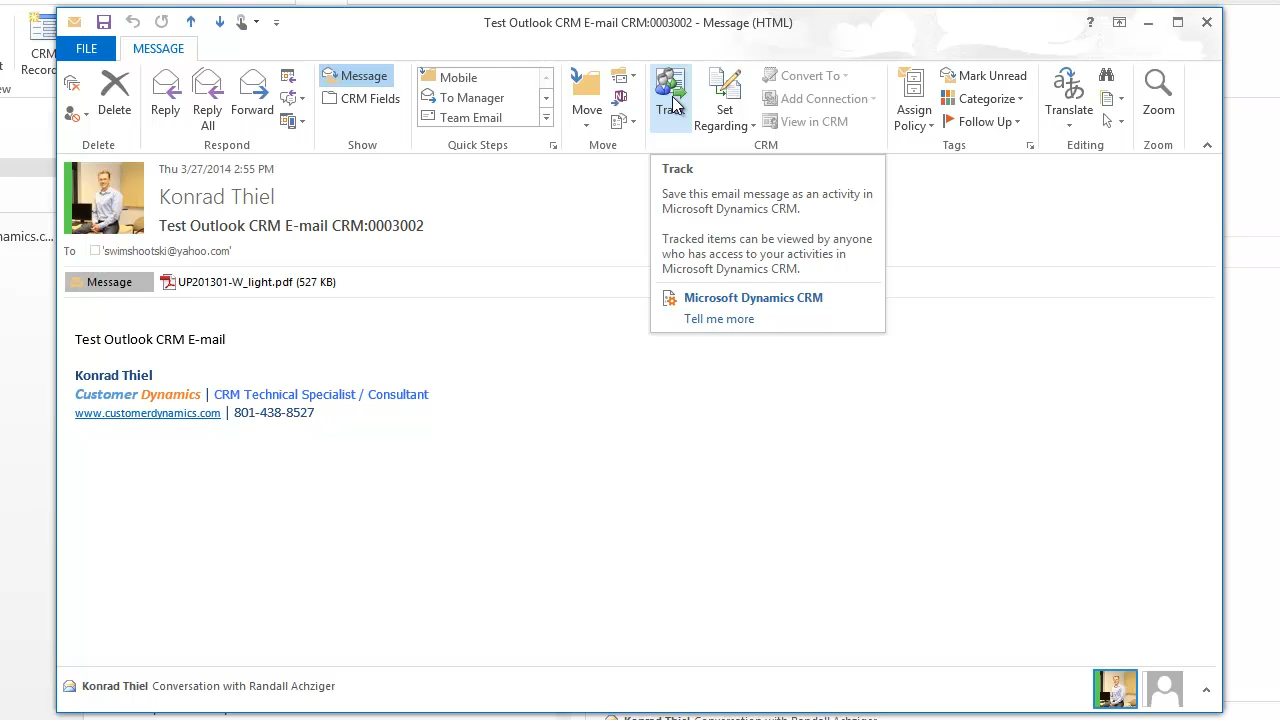 Test Outlook CRM E-mail CRM:0003002 - Message (HTML)
FILE
MESSAGE
CRM
Delete
Reply
Reply All
Forward
Message
CRM Fields
Mobile
To Manager
Team Email
Move
Track
Set Regarding
Convert To
Add Connection
View in CRM
Assign Policy
Mark Unread
Categorize
Follow Up
Translate
Zoom
Delete
Respond
Show
Quick Steps
Move
CRM
Tags
Editing
Zoom
Thu 3/27/2014 2:55 PM
Konrad Thiel
Test Outlook CRM E-mail CRM:0003002
To 'swimshootski@yahoo.com'
Message
UP201301-W_light.pdf (527 KB)
Track
Save this email message as an activity in
Microsoft Dynamics CRM.
Tracked items can be viewed by anyone
who has access to your activities in
Microsoft Dynamics CRM.
Microsoft Dynamics CRM
Tell me more
Test Outlook CRM E-mail
Konrad Thiel
Customer Dynamics | CRM Technical Specialist / Consultant
www.customerdynamics.com | 801-438-8527
Konrad Thiel Conversation with Randall Achziger
Konrad Thiel Conversation with Randall Achziger